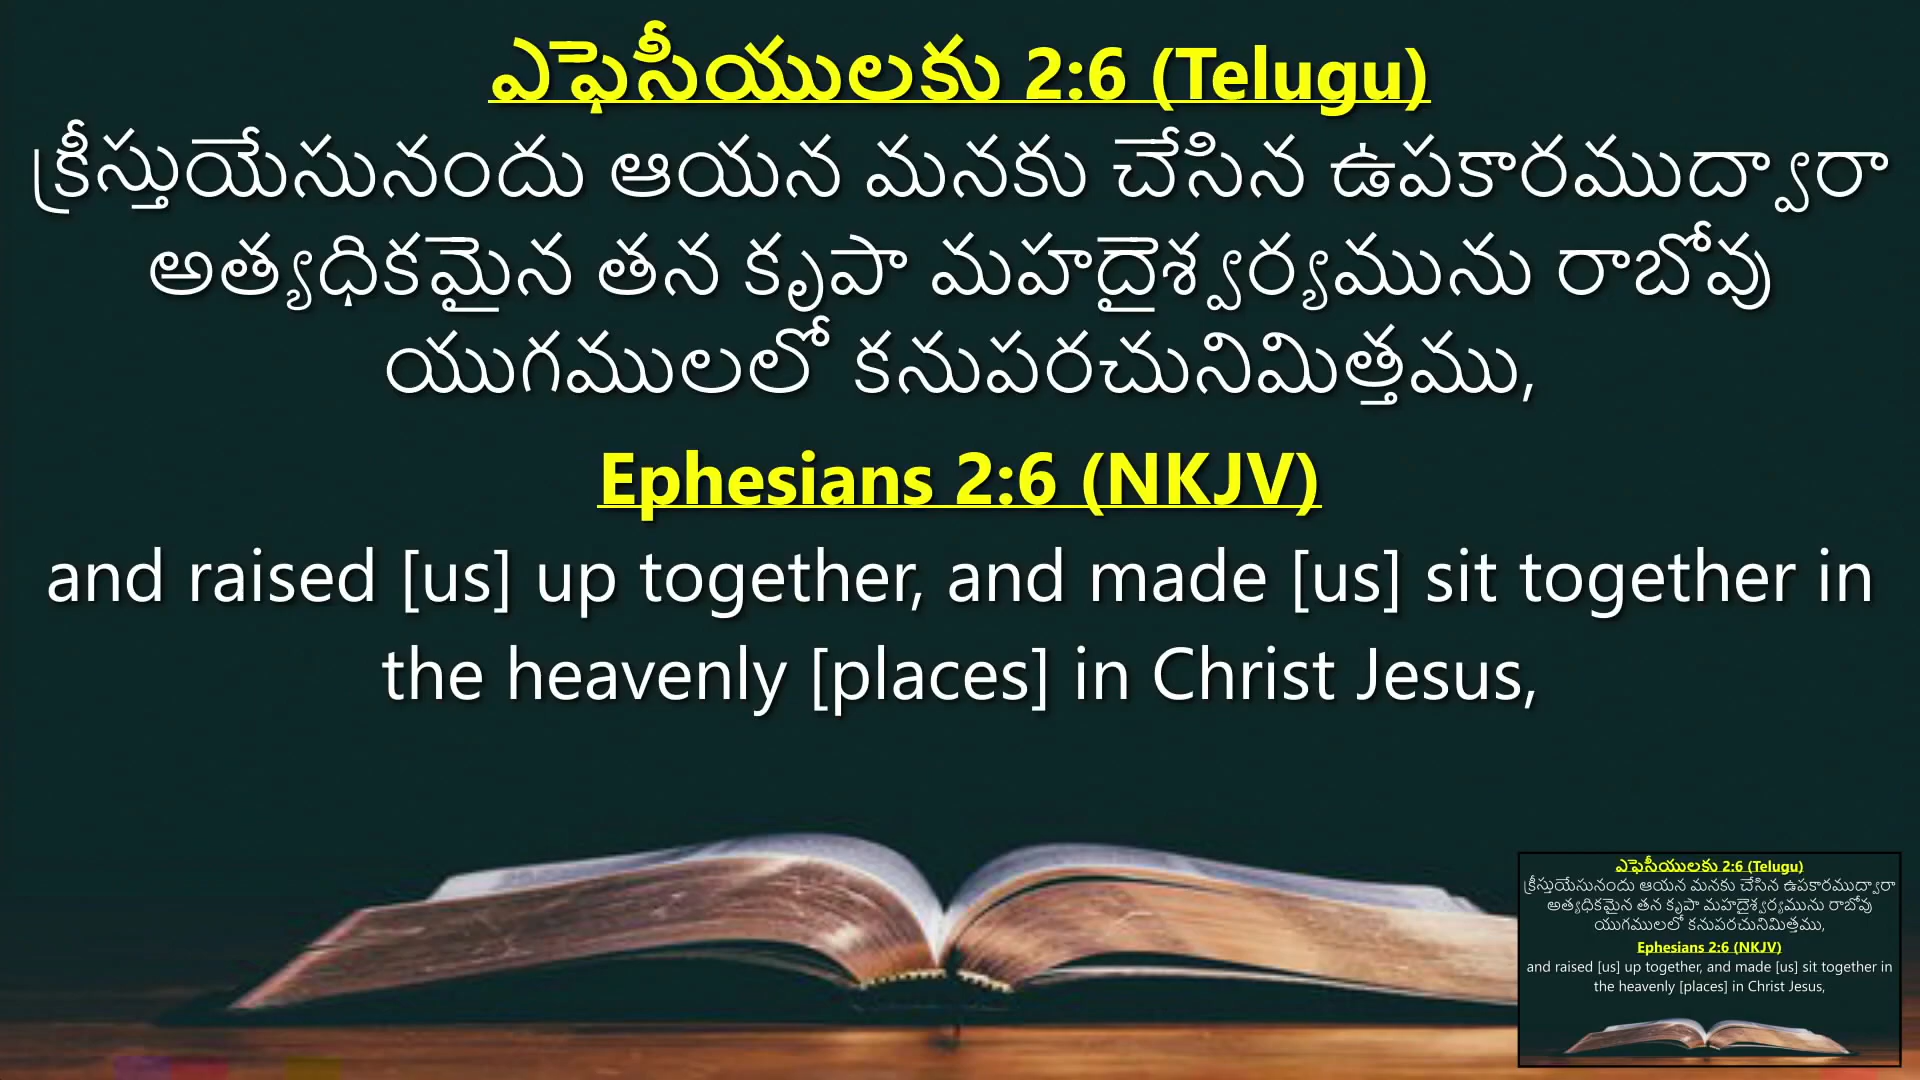 ఎఫెసీయులకు 2:6 (Telugu)
క్రీస్తుయేసునందు ఆయన మనకు చేసిన ఉపకారముద్వారా
అత్యధికమైన తన కృపా మహదైశ్వర్యమును రాబోవు
యుగములలో కనుపరచునిమిత్తము,
Ephesians 2:6 (NKJV)
and raised [us] up together, and made [us] sit together in
the heavenly [places] in Christ Jesus,
ఎఫెసీయులకు 2:6 (Telugu)
క్రీస్తుయేసునందు ఆయన మనకు చేసిన ఉపకారముద్వారా
అత్యధికమైన తన కృపా మహదైశ్వర్యమును రాబోవు
యుగములలో కనుపరచునిమిత్తము,
Ephesians 2:6 (NKJV)
and raised [us] up together, and made [us] sit together in
the heavenly [places] in Christ Jesus,